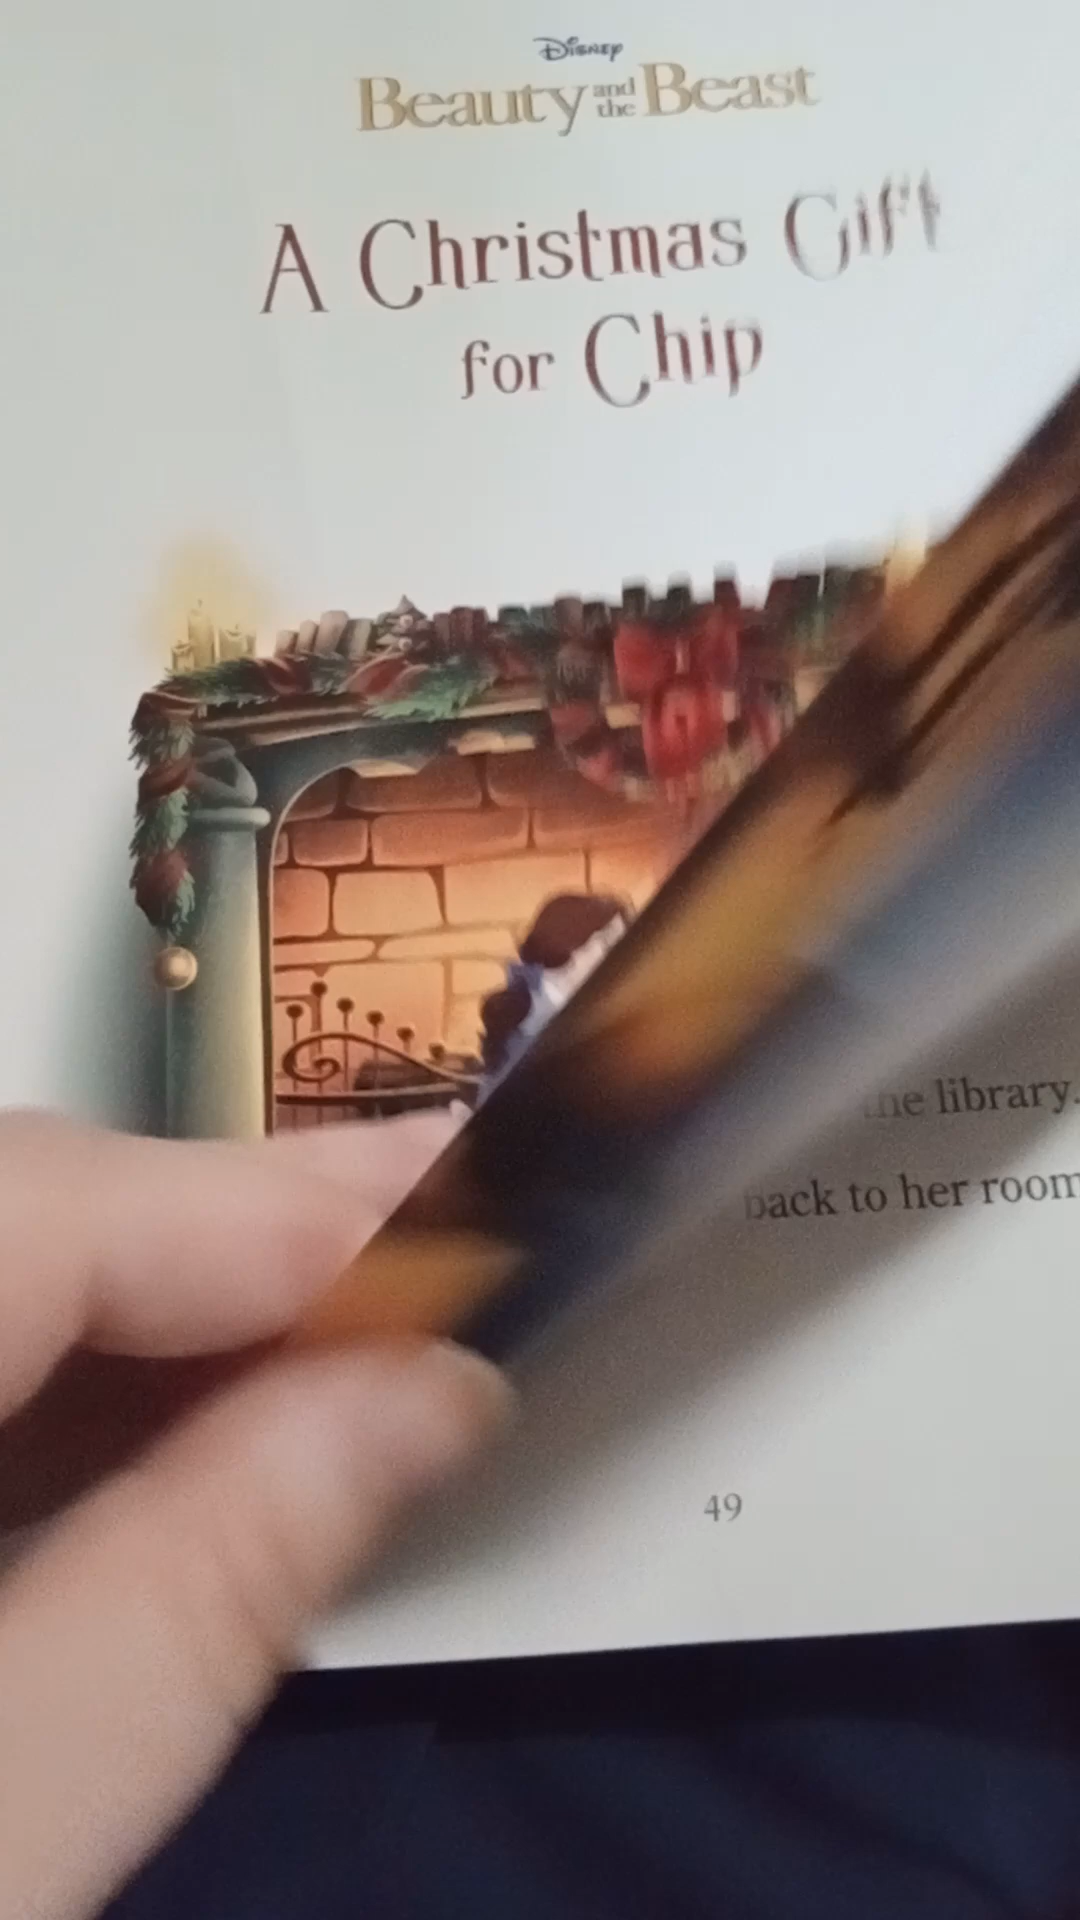 Disney
Beauty and the Beast
A Christmas Gift
for Chip
the library.
back to her room
49